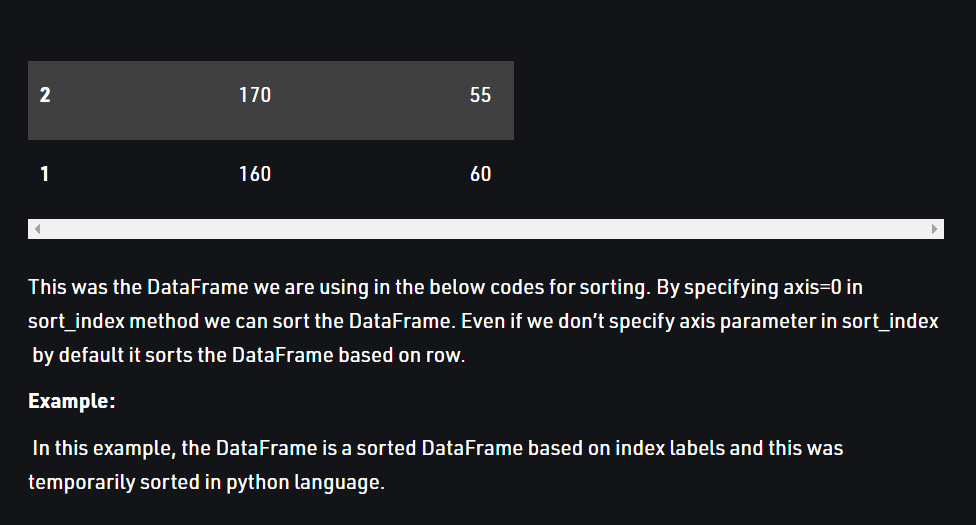 2 170 55
1 160 60
This was the DataFrame we are using in the below codes for sorting. By specifying axis=0 in
sort_index method we can sort the DataFrame. Even if we don’t specify axis parameter in sort_index
by default it sorts the DataFrame based on row.
Example:
In this example, the DataFrame is a sorted DataFrame based on index labels and this was
temporarily sorted in python language.